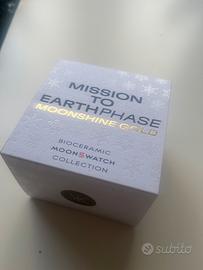 MISSION
TO
EARTHPHASE
MOONSHINE GOLD
BIOCERAMIC
MOONSWATCH
COLLECTION
subito